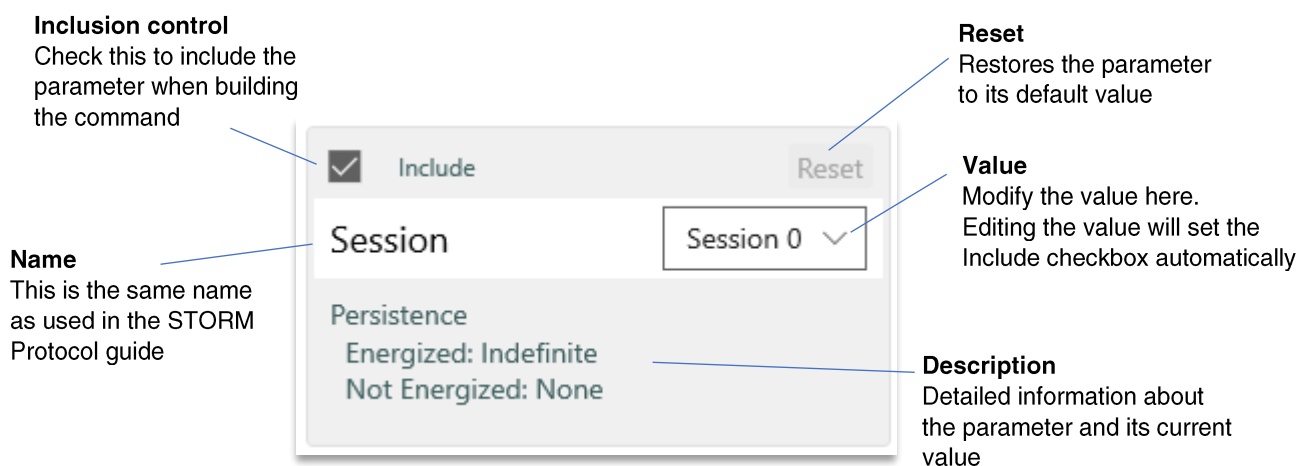 Inclusion control
Check this to include the
parameter when building
the command
Reset
Restores the parameter
to its default value
Include
Reset
Value
Modify the value here.
Editing the value will set the
Include checkbox automatically
Session
Session 0
Name
This is the same name
as used in the STORM
Protocol guide
Persistence
Energized: Indefinite
Not Energized: None
Description
Detailed information about
the parameter and its current
value